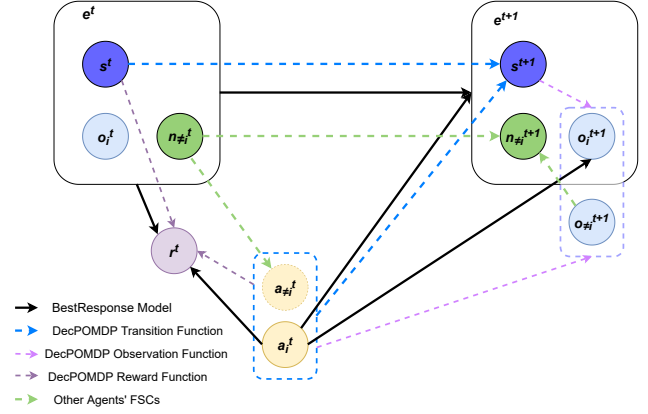 e^t
e^{t+1}
s^t
s^{t+1}
o_i^t
n_{≠i}^t
n_{≠i}^{t+1}
o_i^{t+1}
o_{≠i}^{t+1}
r^t
a_{≠i}^t
a_i^t
BestResponse Model
DecPOMDP Transition Function
DecPOMDP Observation Function
DecPOMDP Reward Function
Other Agents' FSCs